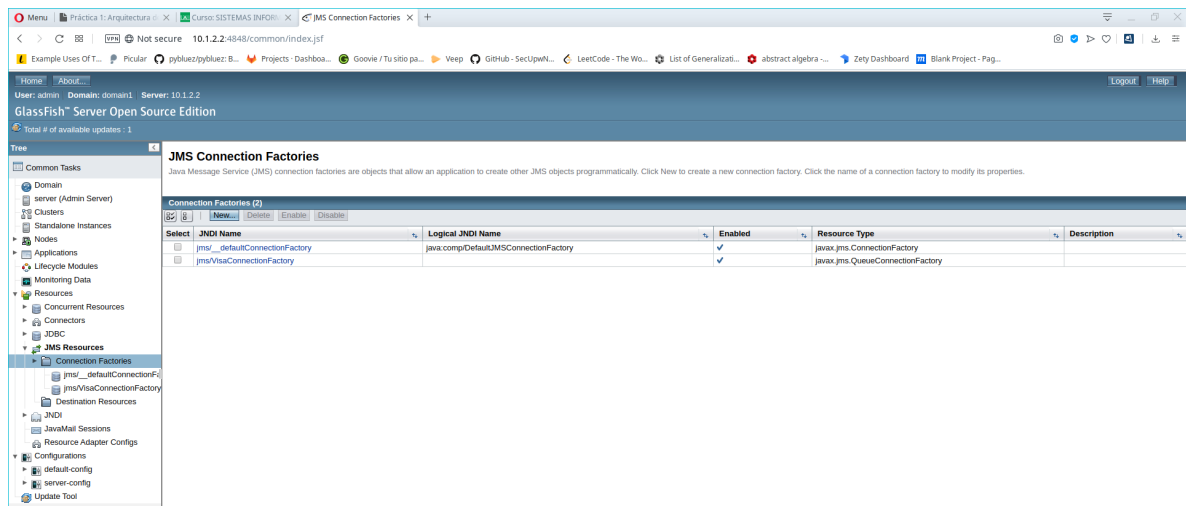 Menu Práctica 1: Arquitectura d Curso: SISTEMAS INFOR JMS Connection Factories
VPN Not secure 10.1.2.2:4848/common/index.jsf
Example Uses Of T... Picular pybluez/pybluez: B... Projects · Dashboa... Goovie / Tu sitio pa... Veep GitHub - SecUpwN... LeetCode - The Wo... List of Generalizati... abstract algebra -... Zety Dashboard Blank Project - Pag...
Home About... Logout Help
User: admin Domain: domain1 Server: 10.1.2.2
GlassFish™ Server Open Source Edition
Total # of available updates : 1
Tree
Common Tasks
Domain
server (Admin Server)
Clusters
Standalone Instances
Nodes
Applications
Lifecycle Modules
Monitoring Data
Resources
Concurrent Resources
Connectors
JDBC
JMS Resources
Connection Factories
jms/__defaultConnectionFa
jms/VisaConnectionFactory
Destination Resources
JNDI
JavaMail Sessions
Resource Adapter Configs
Configurations
default-config
server-config
Update Tool
JMS Connection Factories
Java Message Service (JMS) connection factories are objects that allow an application to create other JMS objects programmatically. Click New to create a new connection factory. Click the name of a connection factory to modify its properties.
Connection Factories (2)
New... Delete Enable Disable
Select JNDI Name Logical JNDI Name Enabled Resource Type Description
jms/__defaultConnectionFactory java:comp/DefaultJMSConnectionFactory javax.jms.ConnectionFactory
jms/VisaConnectionFactory javax.jms.QueueConnectionFactory